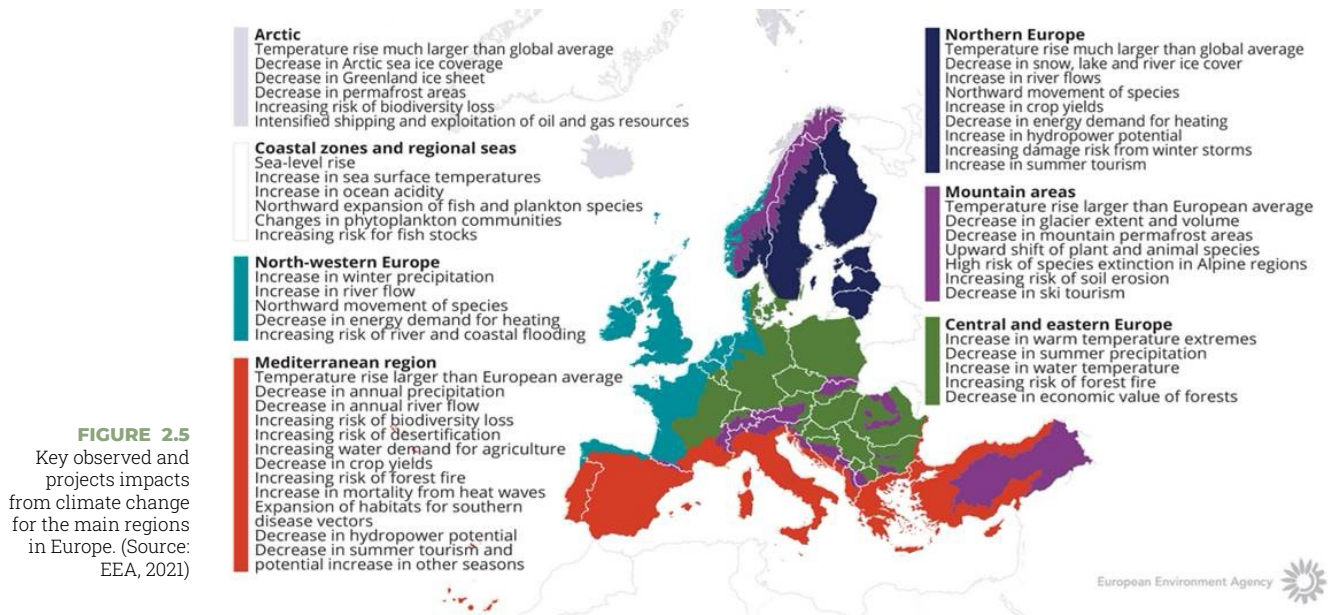 Arctic
Temperature rise much larger than global average
Decrease in Arctic sea ice coverage
Decrease in Greenland ice sheet
Decrease in permafrost areas
Increasing risk of biodiversity loss
Intensified shipping and exploitation of oil and gas resources
Coastal zones and regional seas
Sea-level rise
Increase in sea surface temperatures
Increase in ocean acidity
Northward expansion of fish and plankton species
Changes in phytoplankton communities
Increasing risk for fish stocks
North-western Europe
Increase in winter precipitation
Increase in river flow
Northward movement of species
Decrease in energy demand for heating
Increasing risk of river and coastal flooding
Mediterranean region
Temperature rise larger than European average
Decrease in annual precipitation
Decrease in annual river flow
Increasing risk of biodiversity loss
Increasing risk of desertification
Increasing water demand for agriculture
Decrease in crop yields
Increasing risk of forest fire
Increase in mortality from heat waves
Expansion of habitats for southern
disease vectors
Decrease in hydropower potential
Decrease in summer tourism and
potential increase in other seasons
Northern Europe
Temperature rise much larger than global average
Decrease in snow, lake and river ice cover
Increase in river flows
Northward movement of species
Increase in crop yields
Decrease in energy demand for heating
Increase in hydropower potential
Increasing damage risk from winter storms
Increase in summer tourism
Mountain areas
Temperature rise larger than European average
Decrease in glacier extent and volume
Decrease in mountain permafrost areas
Upward shift of plant and animal species
High risk of species extinction in Alpine regions
Increasing risk of soil erosion
Decrease in ski tourism
Central and eastern Europe
Increase in warm temperature extremes
Decrease in summer precipitation
Increase in water temperature
Increasing risk of forest fire
Decrease in economic value of forests
FIGURE 2.5
Key observed and
projects impacts
from climate change
for the main regions
in Europe. (Source:
EEA, 2021)
European Environment Agency